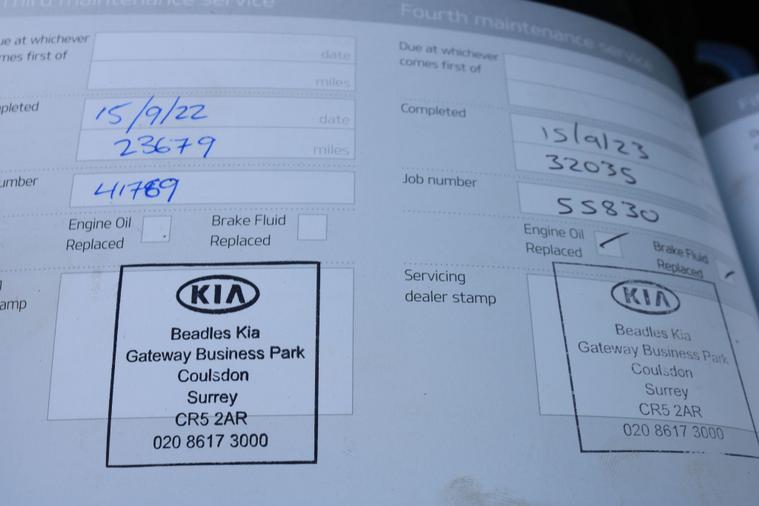 Third maintenance service
ue at whichever
mes first of
date
miles
pleted
15/9/22
date
23679
miles
umber
41789
Engine Oil
Replaced
Brake Fluid
Replaced
amp
KIA
Beadles Kia
Gateway Business Park
Coulsdon
Surrey
CR5 2AR
020 8617 3000
Fourth maintenance service
Due at whichever
comes first of
Completed
15/9/23
32035
Job number
55830
Engine Oil
Replaced
Brake Fluid
Replaced
Servicing
dealer stamp
KIA
Beadles Kia
Gateway Business Park
Coulsdon
Surrey
CR5 2AR
020 8617 3000